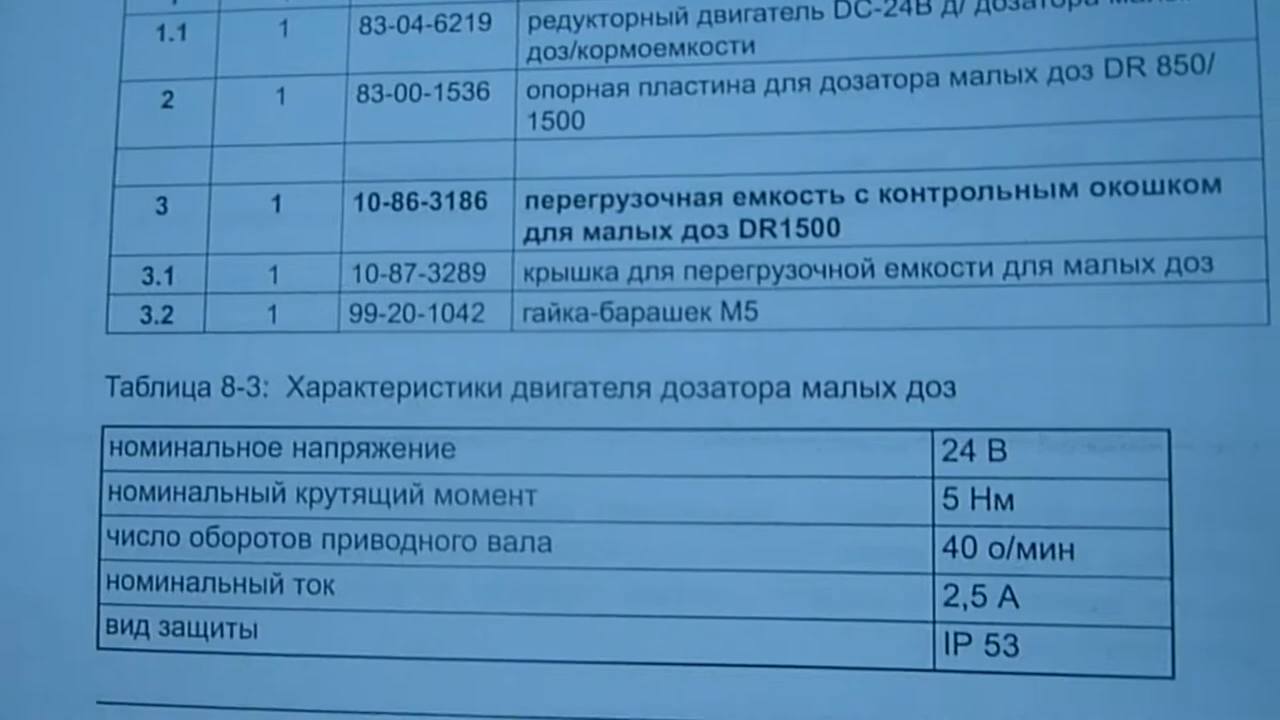 1.1 1 83-04-6219 редукторный двигатель DC-24В д/ дозатора
доз/кормоемкости
2 1 83-00-1536 опорная пластина для дозатора малых доз DR 850/
1500
3 1 10-86-3186 перегрузочная емкость с контрольным окошком
для малых доз DR1500
3.1 1 10-87-3289 крышка для перегрузочной емкости для малых доз
3.2 1 99-20-1042 гайка-барашек М5
Таблица 8-3: Характеристики двигателя дозатора малых доз
номинальное напряжение 24 В
номинальный крутящий момент 5 Нм
число оборотов приводного вала 40 о/мин
номинальный ток 2,5 А
вид защиты IP 53